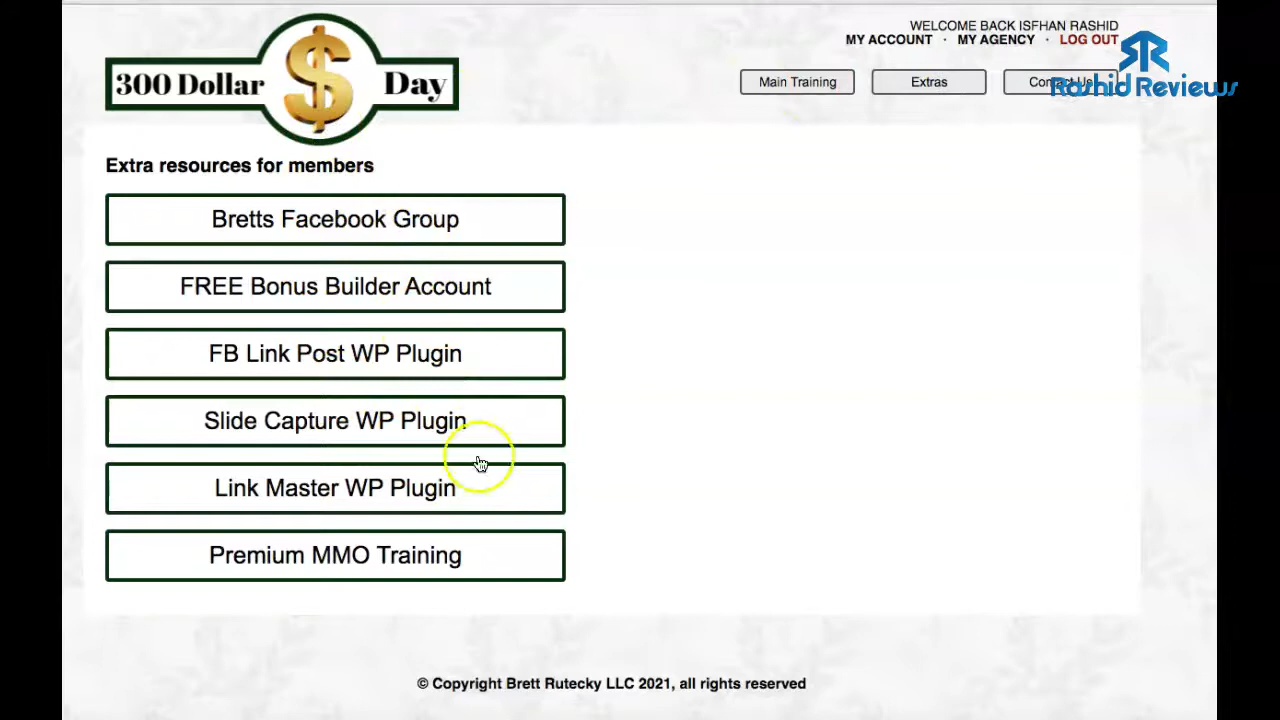 WELCOME BACK ISFHAN RASHID
MY ACCOUNT · MY AGENCY · LOG OUT
300 Dollar $ Day
Main Training
Extras
Contact Us
Rashid Reviews
Extra resources for members
Bretts Facebook Group
FREE Bonus Builder Account
FB Link Post WP Plugin
Slide Capture WP Plugin
Link Master WP Plugin
Premium MMO Training
© Copyright Brett Rutecky LLC 2021, all rights reserved